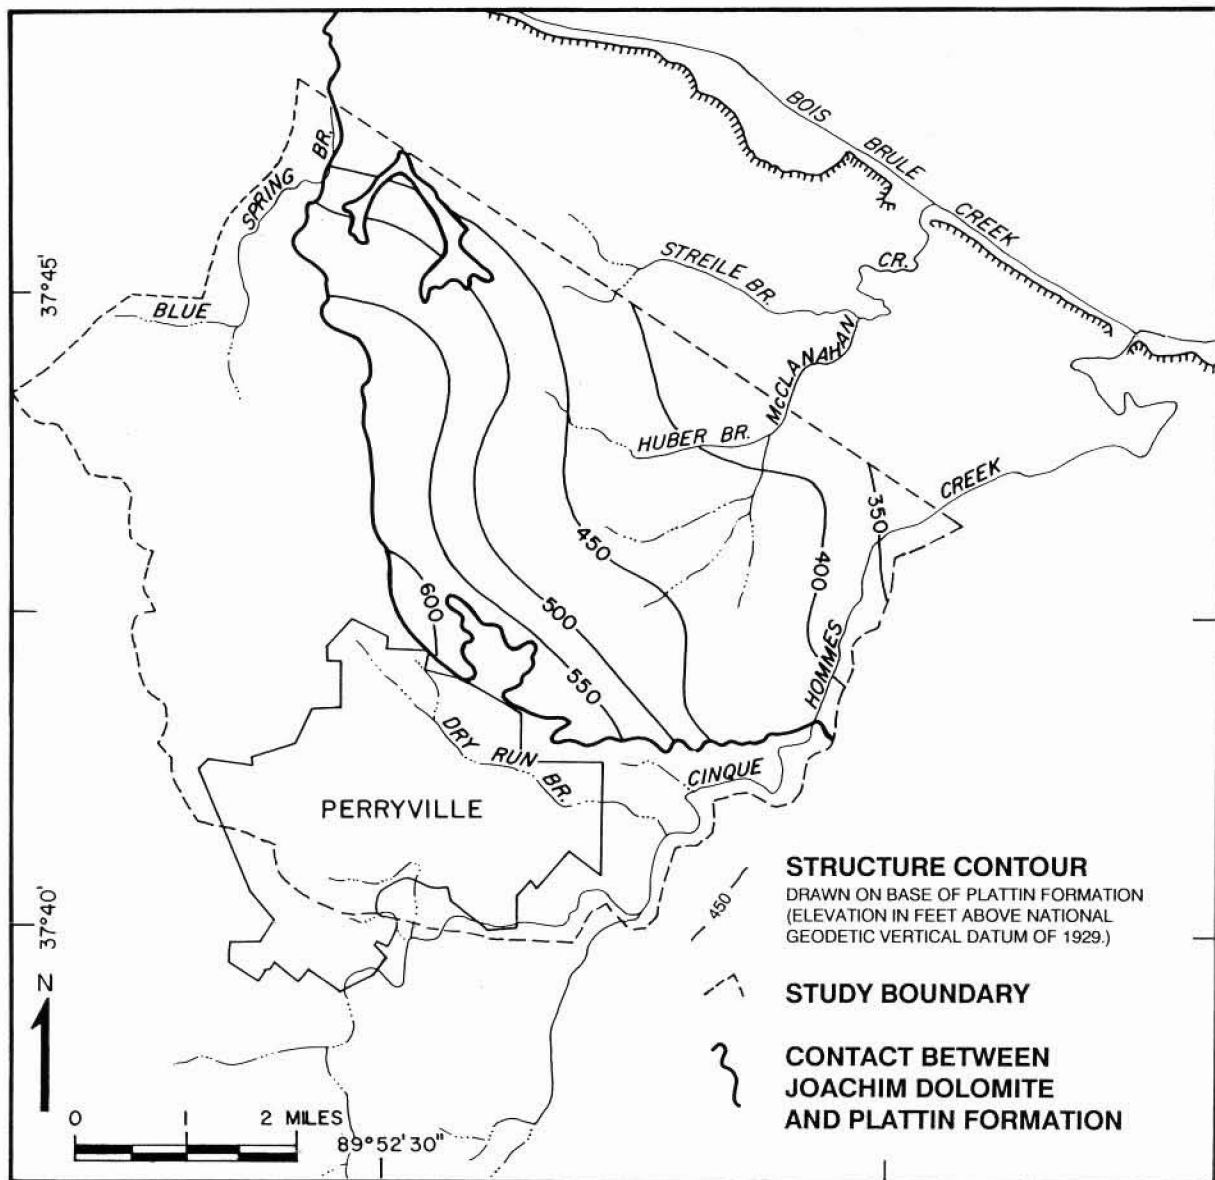 BOIS
BRULE
CREEK
SPRING
BR.
BLUE
37°45'
STREILE BR.
CR.
McCLANAHAN
HUBER BR.
CREEK
450
350
400
600
500
550
HOMMES
DRY RUN BR.
CINQUE
PERRYVILLE
37°40'
N
0 1 2 MILES
89°52'30"
450
STRUCTURE CONTOUR
DRAWN ON BASE OF PLATTIN FORMATION
(ELEVATION IN FEET ABOVE NATIONAL
GEODETIC VERTICAL DATUM OF 1929.)
STUDY BOUNDARY
CONTACT BETWEEN
JOACHIM DOLOMITE
AND PLATTIN FORMATION